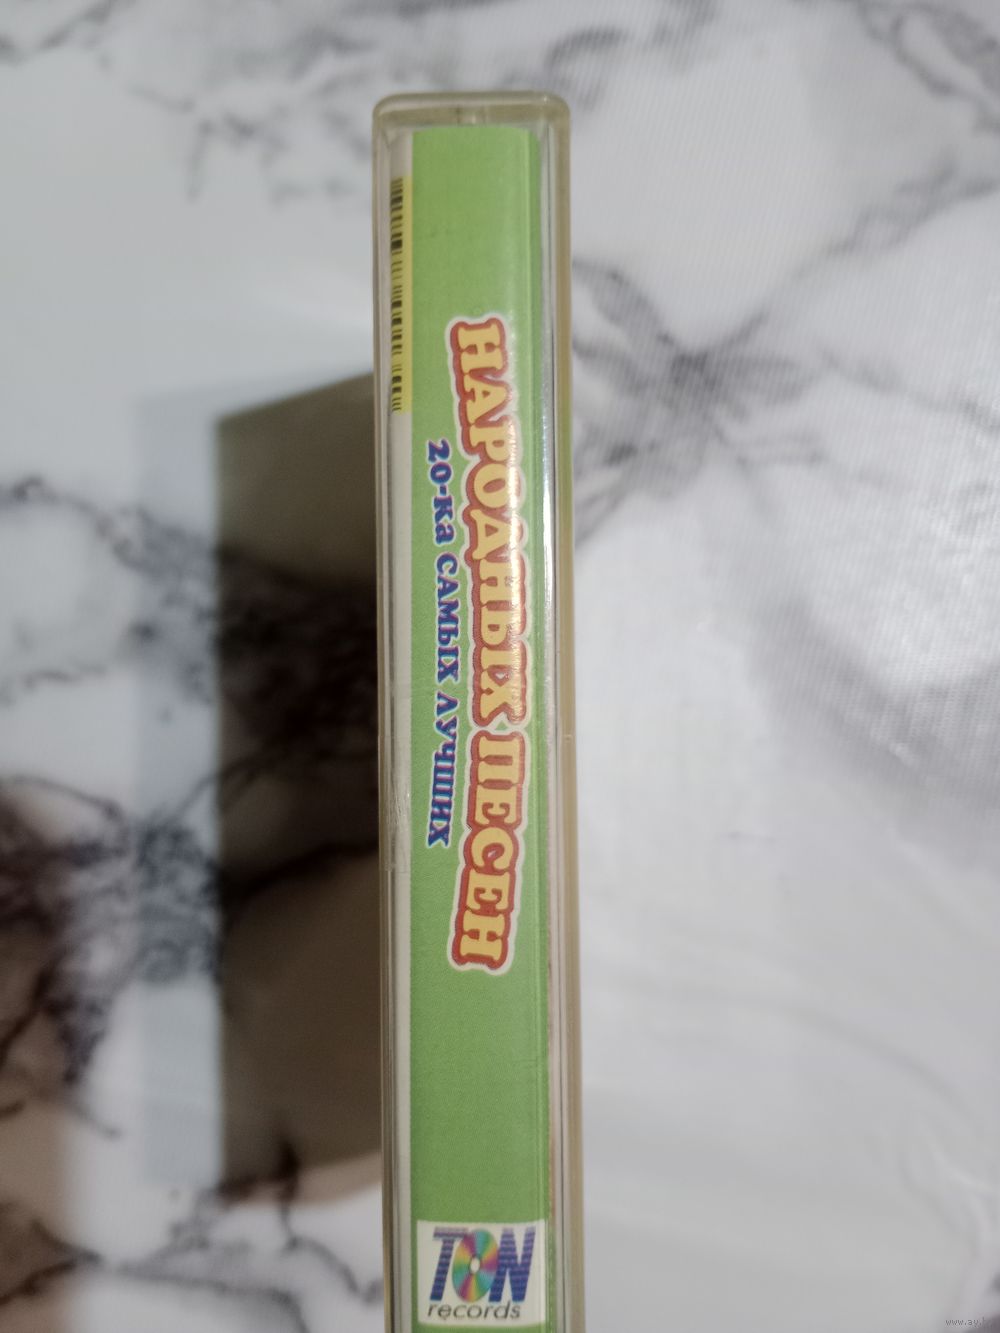 НАРОДНЫХ ПЕСЕН
20-ка САМЫХ ЛУЧШИХ
TON
records